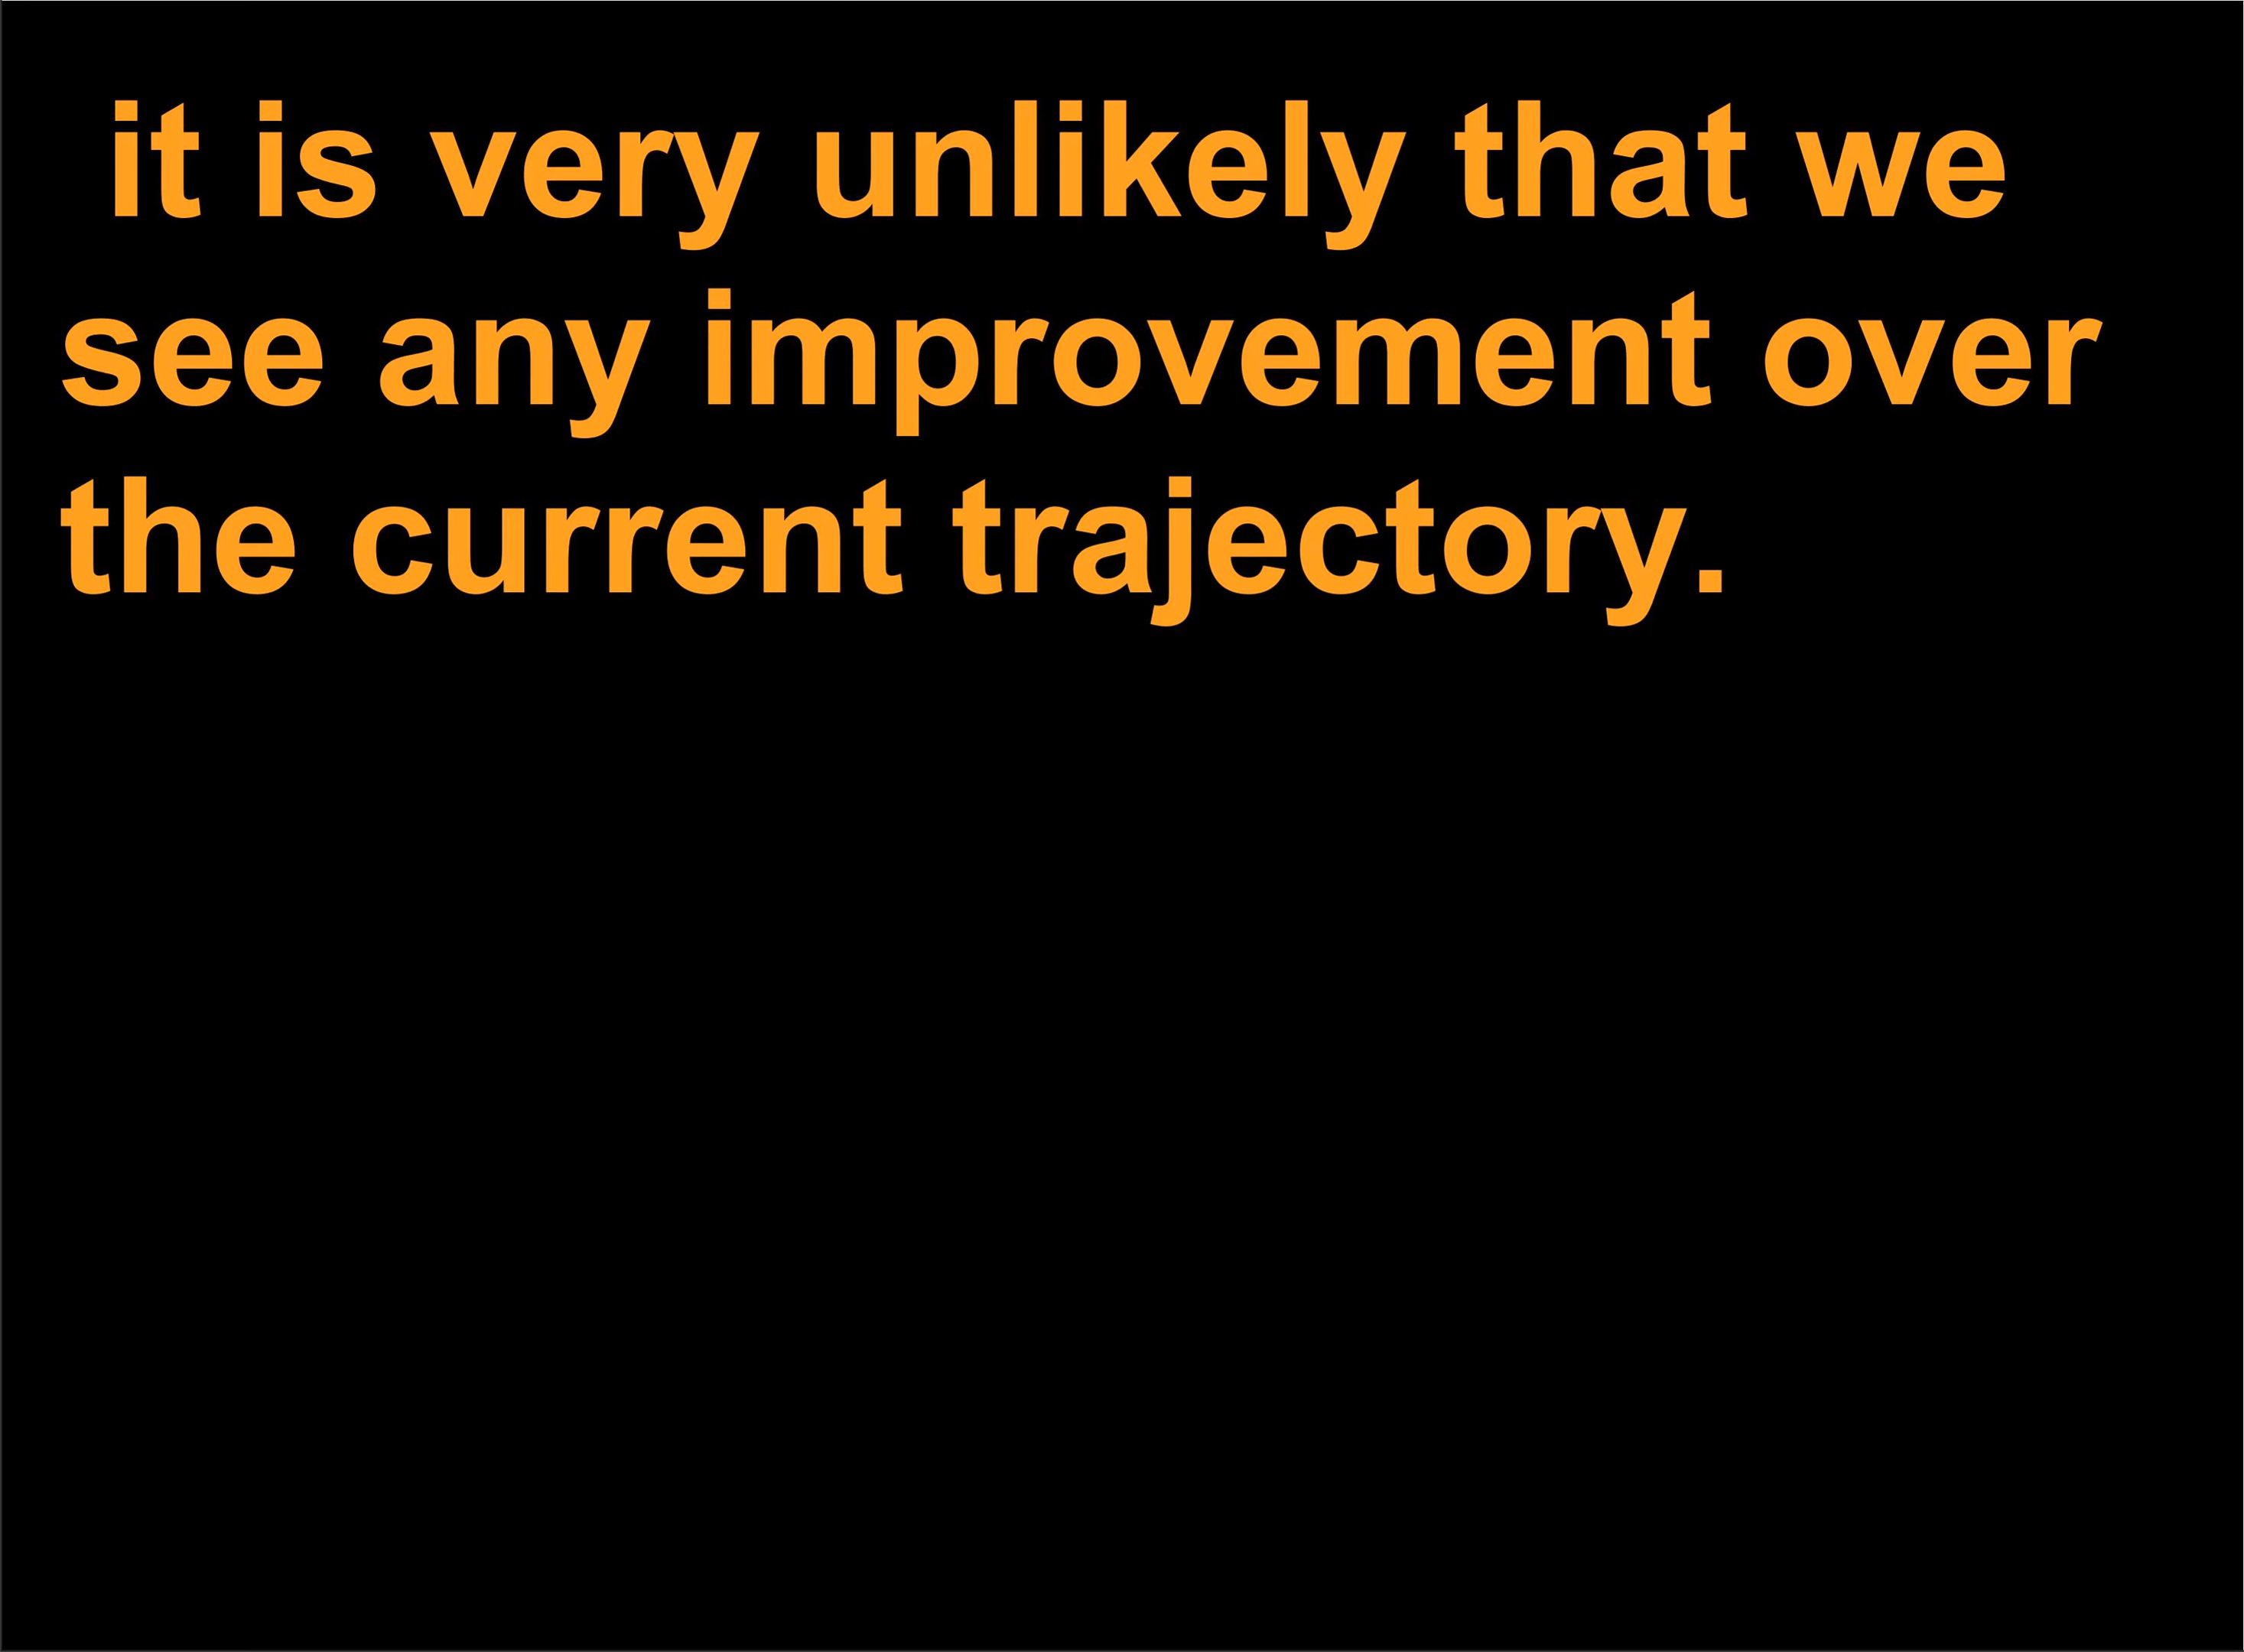 it is very unlikely that we
see any improvement over
the current trajectory.